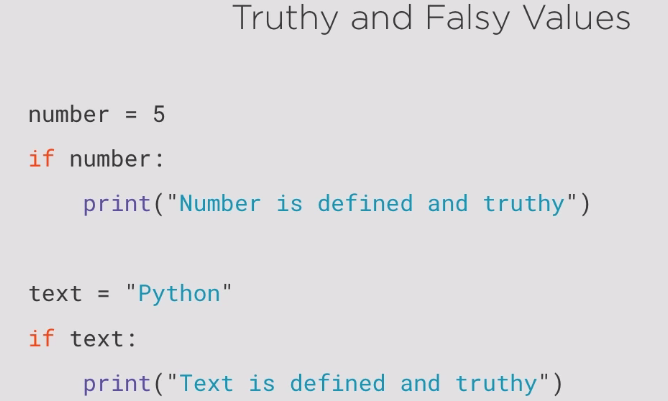 Truthy and Falsy Values
number = 5
if number:
    print("Number is defined and truthy")
text = "Python"
if text:
    print("Text is defined and truthy")